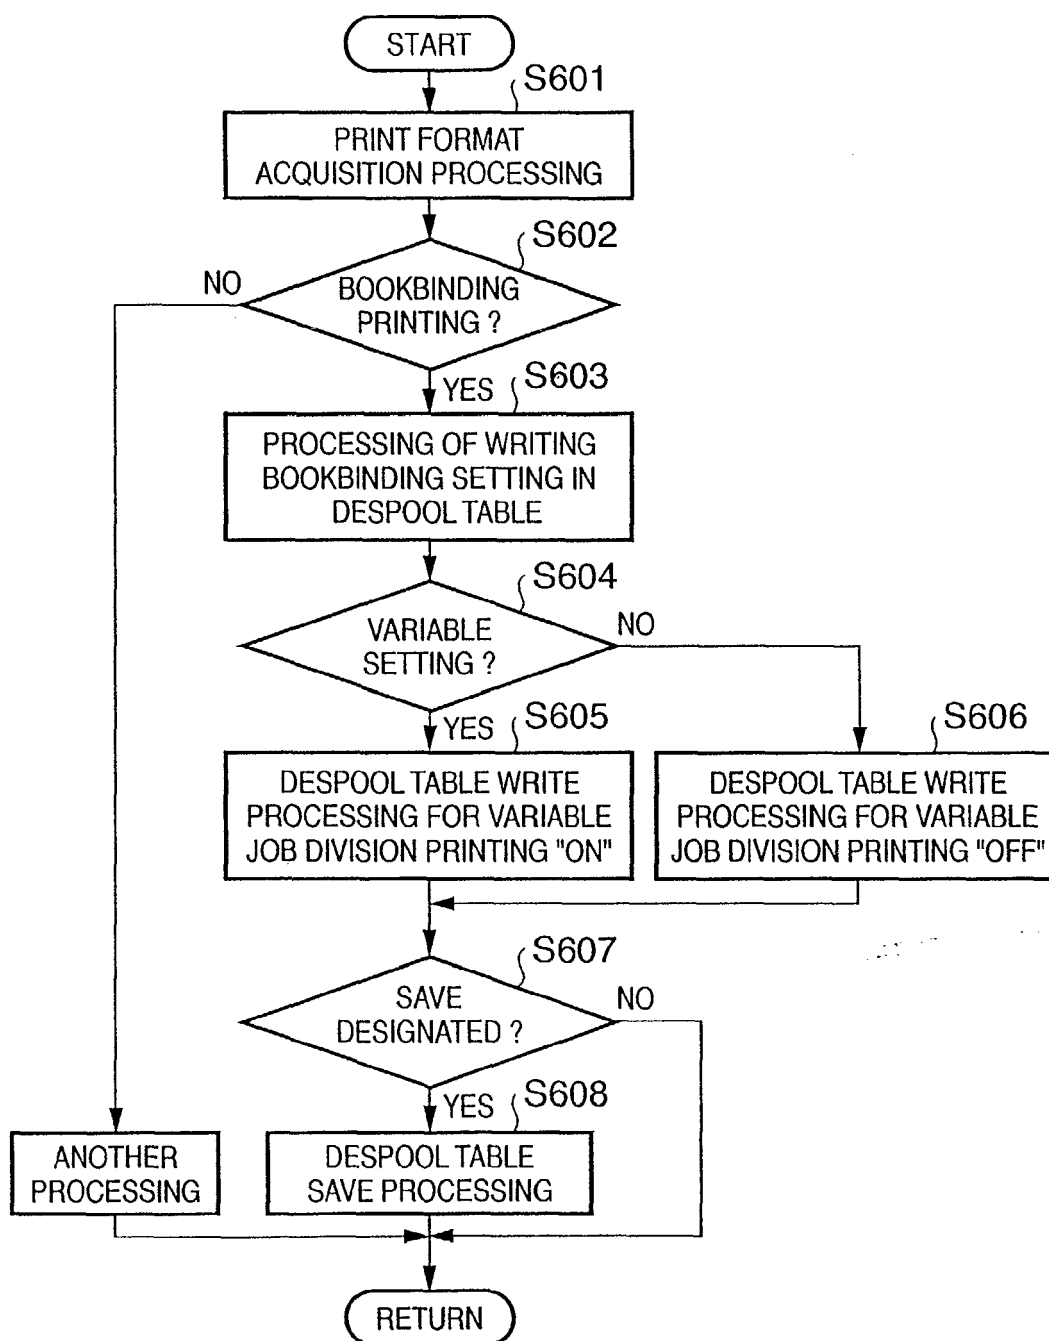 START
S601
PRINT FORMAT
ACQUISITION PROCESSING
S602
NO
BOOKBINDING
PRINTING ?
YES
S603
PROCESSING OF WRITING
BOOKBINDING SETTING IN
DESPOOL TABLE
S604
VARIABLE
SETTING ?
NO
YES
S605
DESPOOL TABLE WRITE
PROCESSING FOR VARIABLE
JOB DIVISION PRINTING "ON"
S606
DESPOOL TABLE WRITE
PROCESSING FOR VARIABLE
JOB DIVISION PRINTING "OFF"
S607
SAVE
DESIGNATED ?
NO
YES
S608
ANOTHER
PROCESSING
DESPOOL TABLE
SAVE PROCESSING
RETURN